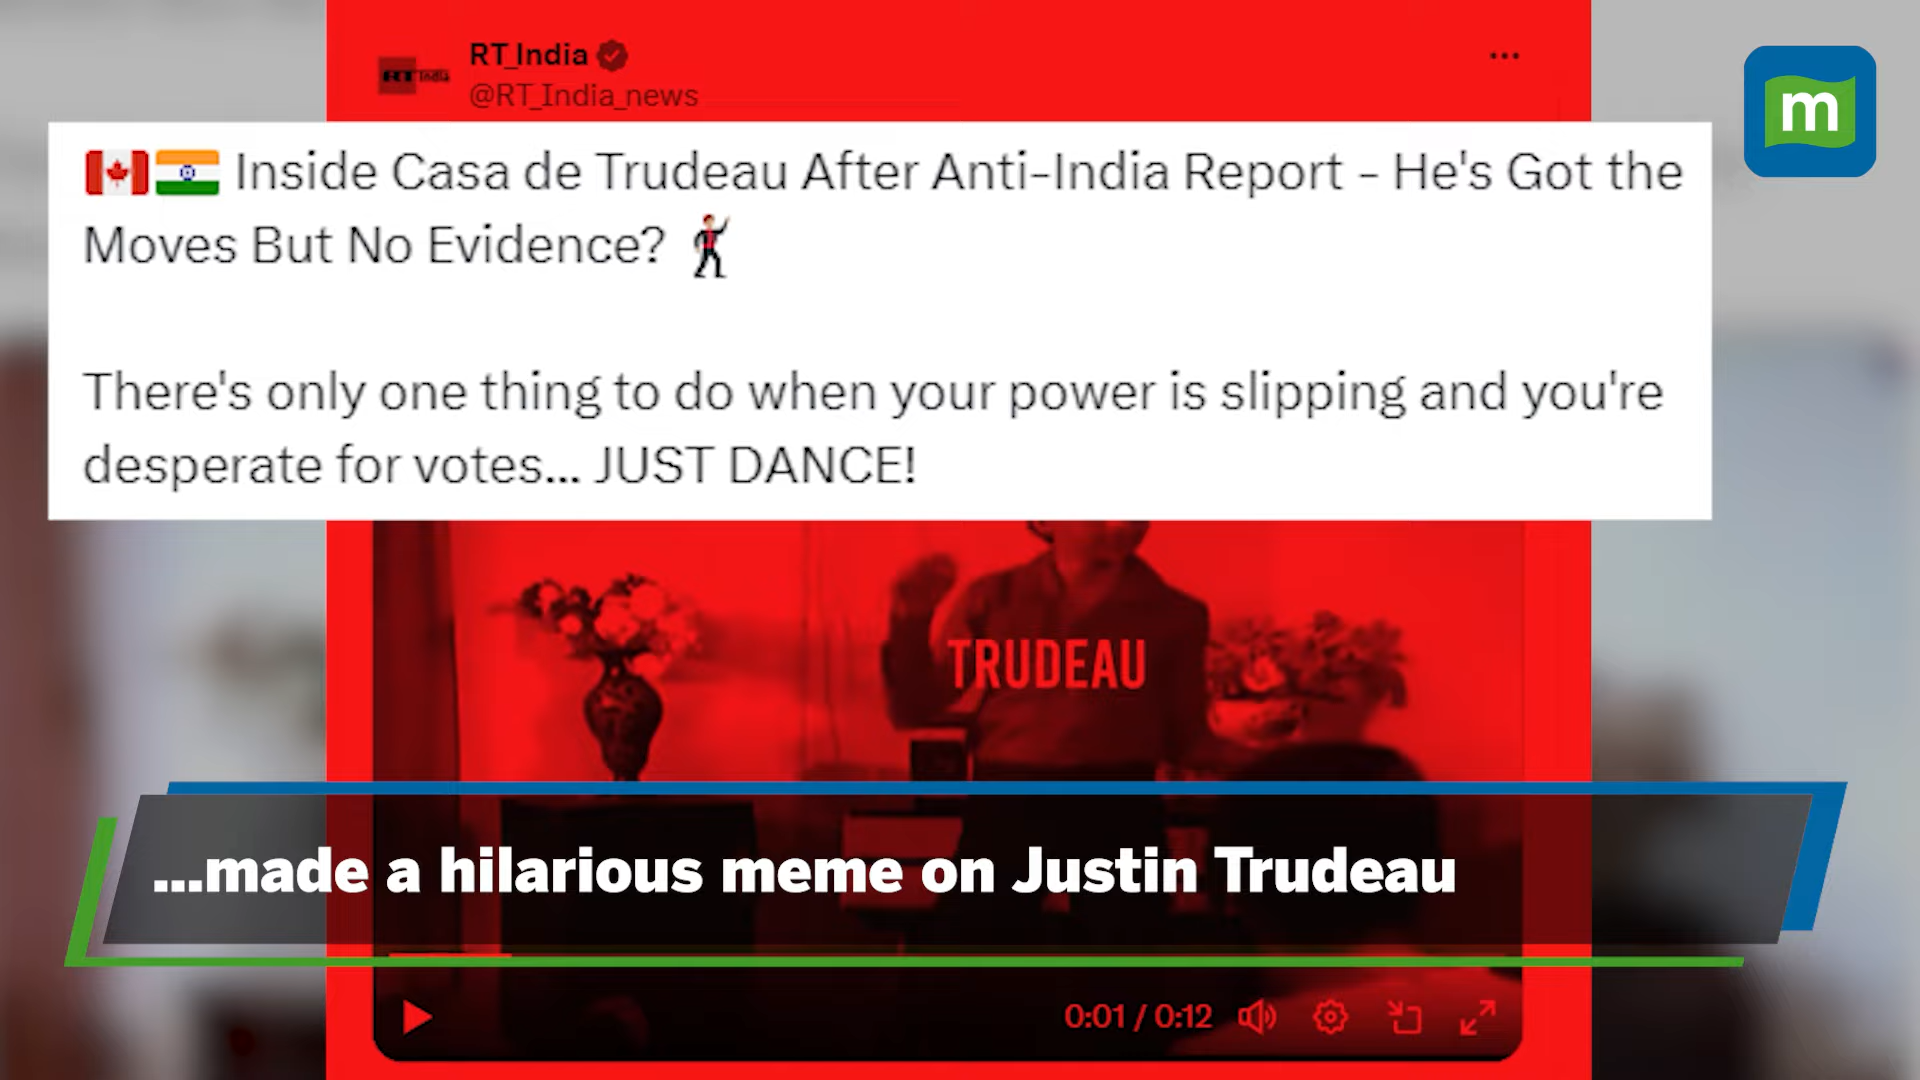 RT_India
@RT_India_news
RT India
m
Inside Casa de Trudeau After Anti-India Report - He's Got the
Moves But No Evidence?
There's only one thing to do when your power is slipping and you're
desperate for votes... JUST DANCE!
TRUDEAU
...made a hilarious meme on Justin Trudeau
0:01 / 0:12